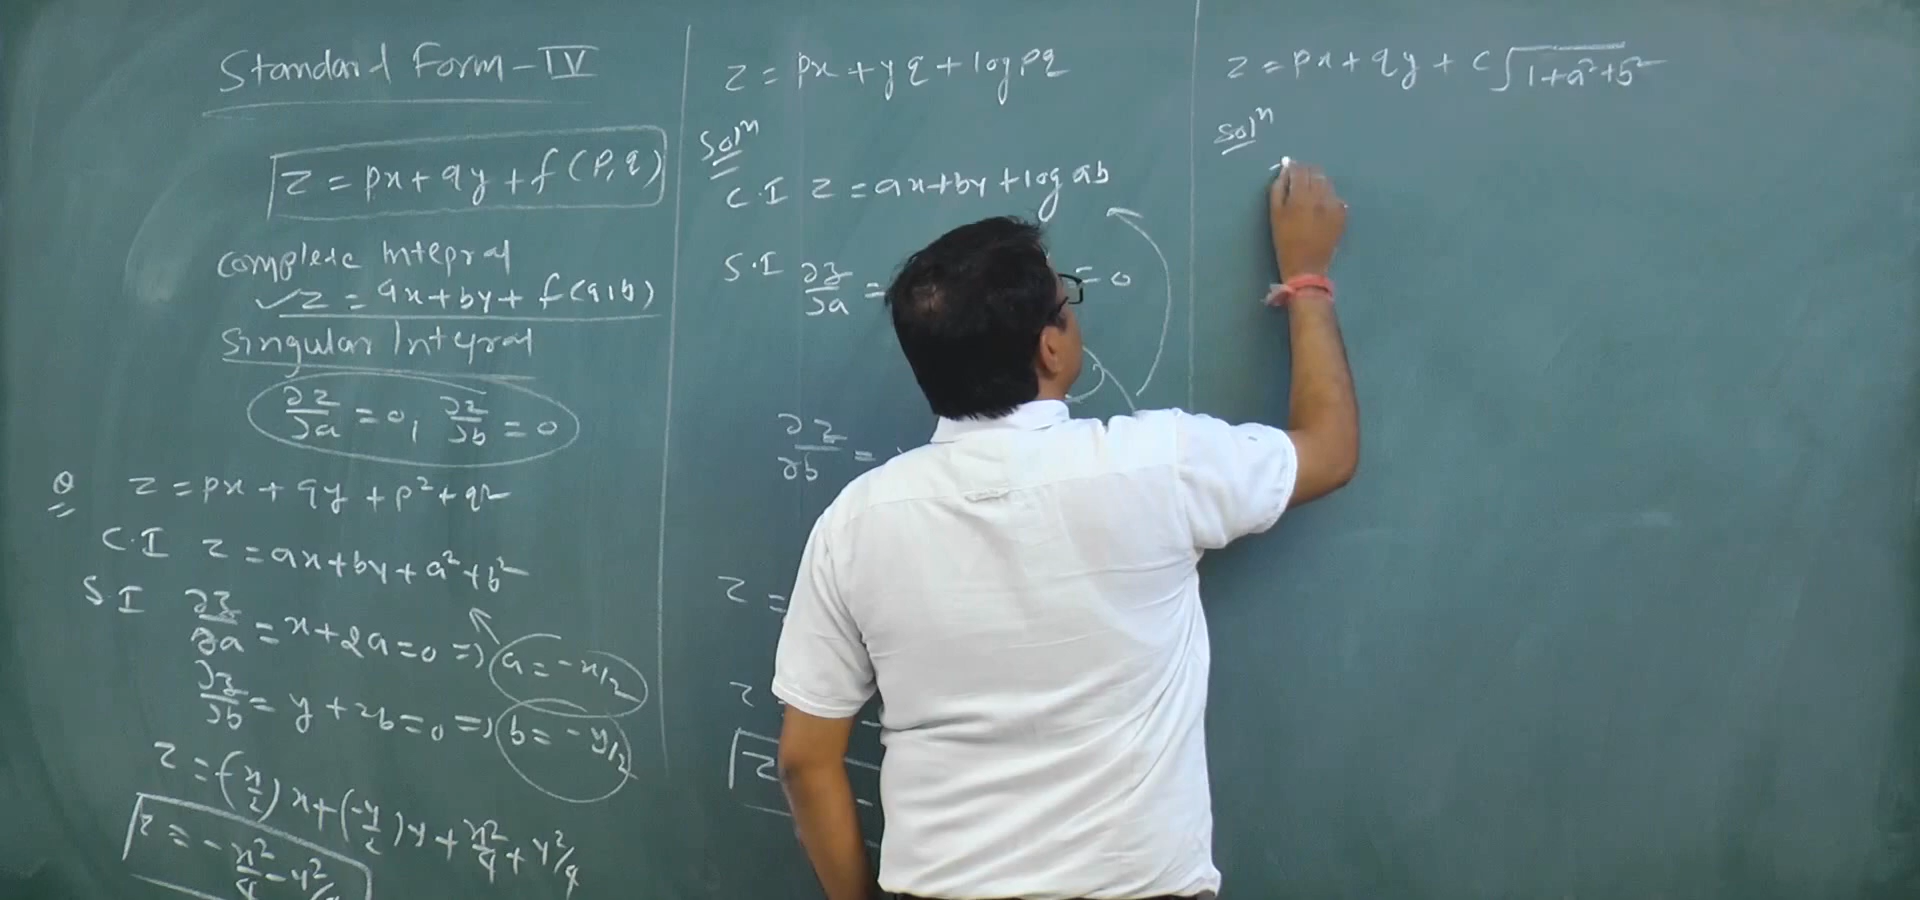 Standard Form-IV
z = px + qy + f(p,q)
complete Integral
✓z = ax+by+ f(a,b)
Singular Integral
∂z/∂a = 0, ∂z/∂b = 0
Q z = px + qy + p² + q²
C.I z = ax+by+a²+b²
S.I ∂z/∂a = x+2a=0 => a = -x/2
∂z/∂b = y+2b=0 => b = -y/2
z = (-x/2)x+(-y/2)y+x²/4+y²/4
z = -x²/4 - y²/4
z = px + yq + log pq
Solⁿ
C.I z = ax+by+log ab
S.I ∂z/∂a = = 0
∂z/∂b =
z =
z
z
z = px + qy + c√1+a²+b²
Solⁿ